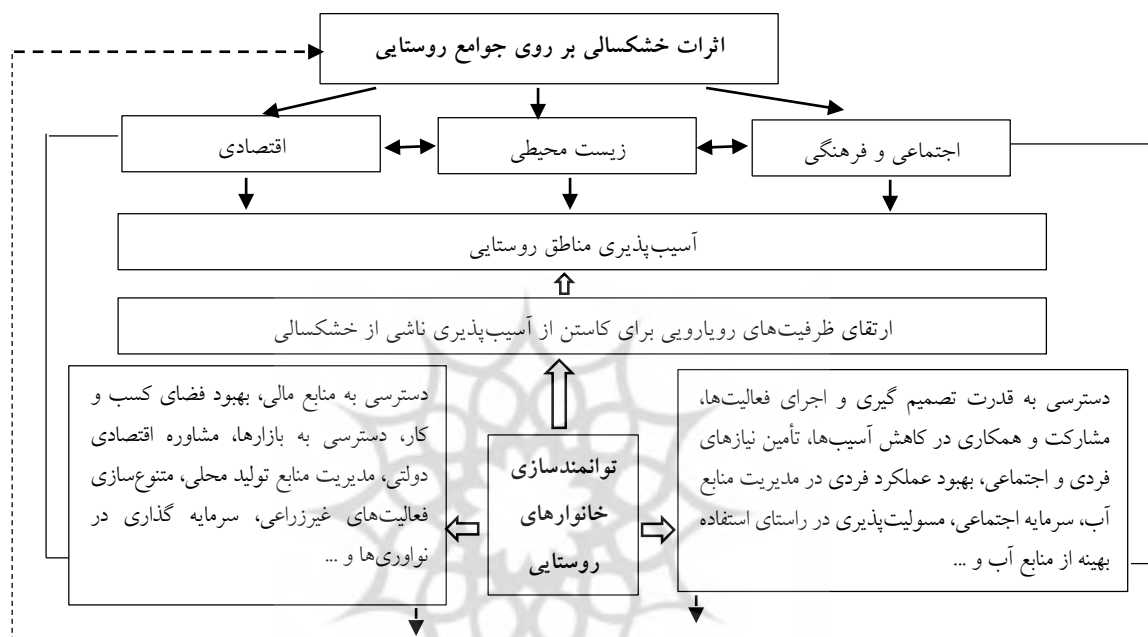 اثرات خشکسالی بر روی جوامع روستایی
اجتماعی و فرهنگی
زیست محیطی
اقتصادی
آسیب‌پذیری مناطق روستایی
ارتقای ظرفیت‌های رویارویی برای کاستن از آسیب‌پذیری ناشی از خشکسالی
دسترسی به قدرت تصمیم گیری و اجرای فعالیت‌ها،
مشارکت و همکاری در کاهش آسیب‌ها، تأمین نیازهای
فردی و اجتماعی، بهبود عملکرد فردی در مدیریت منابع
آب، سرمایه اجتماعی، مسولیت‌پذیری در راستای استفاده
بهینه از منابع آب و ...
توانمندسازی
خانوارهای
روستایی
دسترسی به منابع مالی، بهبود فضای کسب و
کار، دسترسی به بازارها، مشاوره اقتصادی
دولتی، مدیریت منابع تولید محلی، متنوع‌سازی
فعالیت‌های غیرزراعی، سرمایه گذاری در
نواوری‌ها و ...